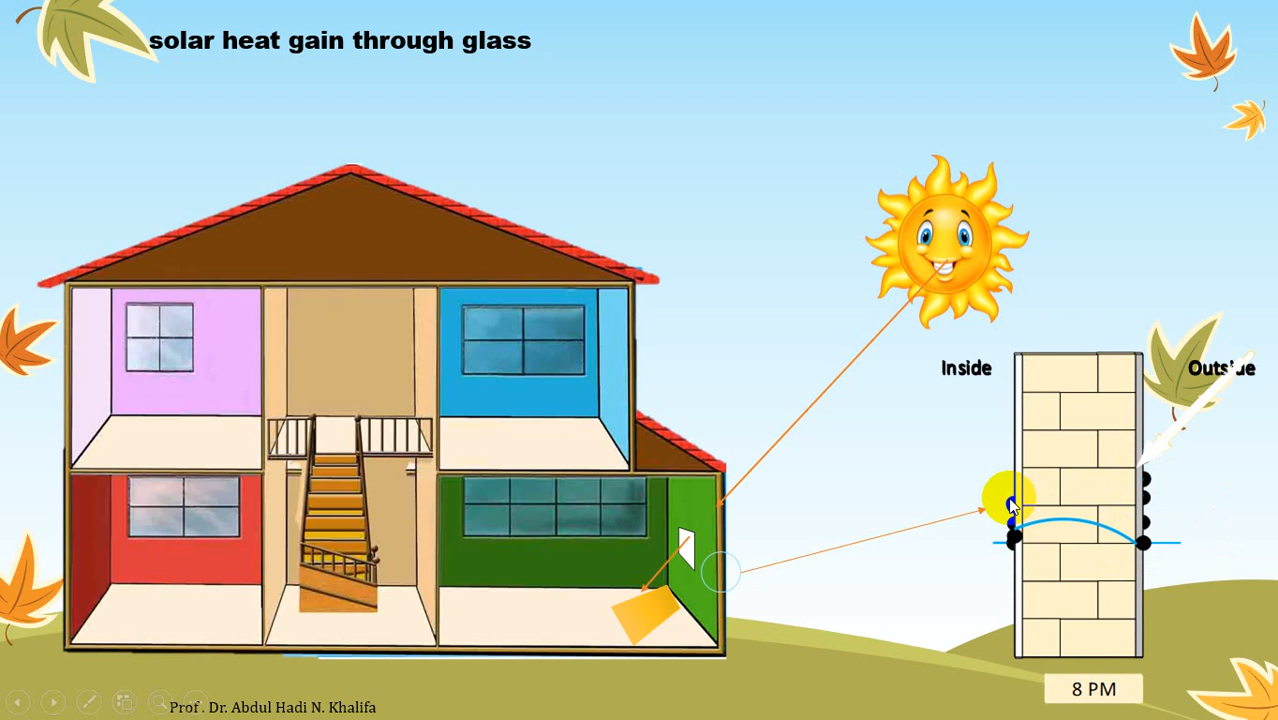 solar heat gain through glass
Inside
Outside
8 PM
Prof . Dr. Abdul Hadi N. Khalifa